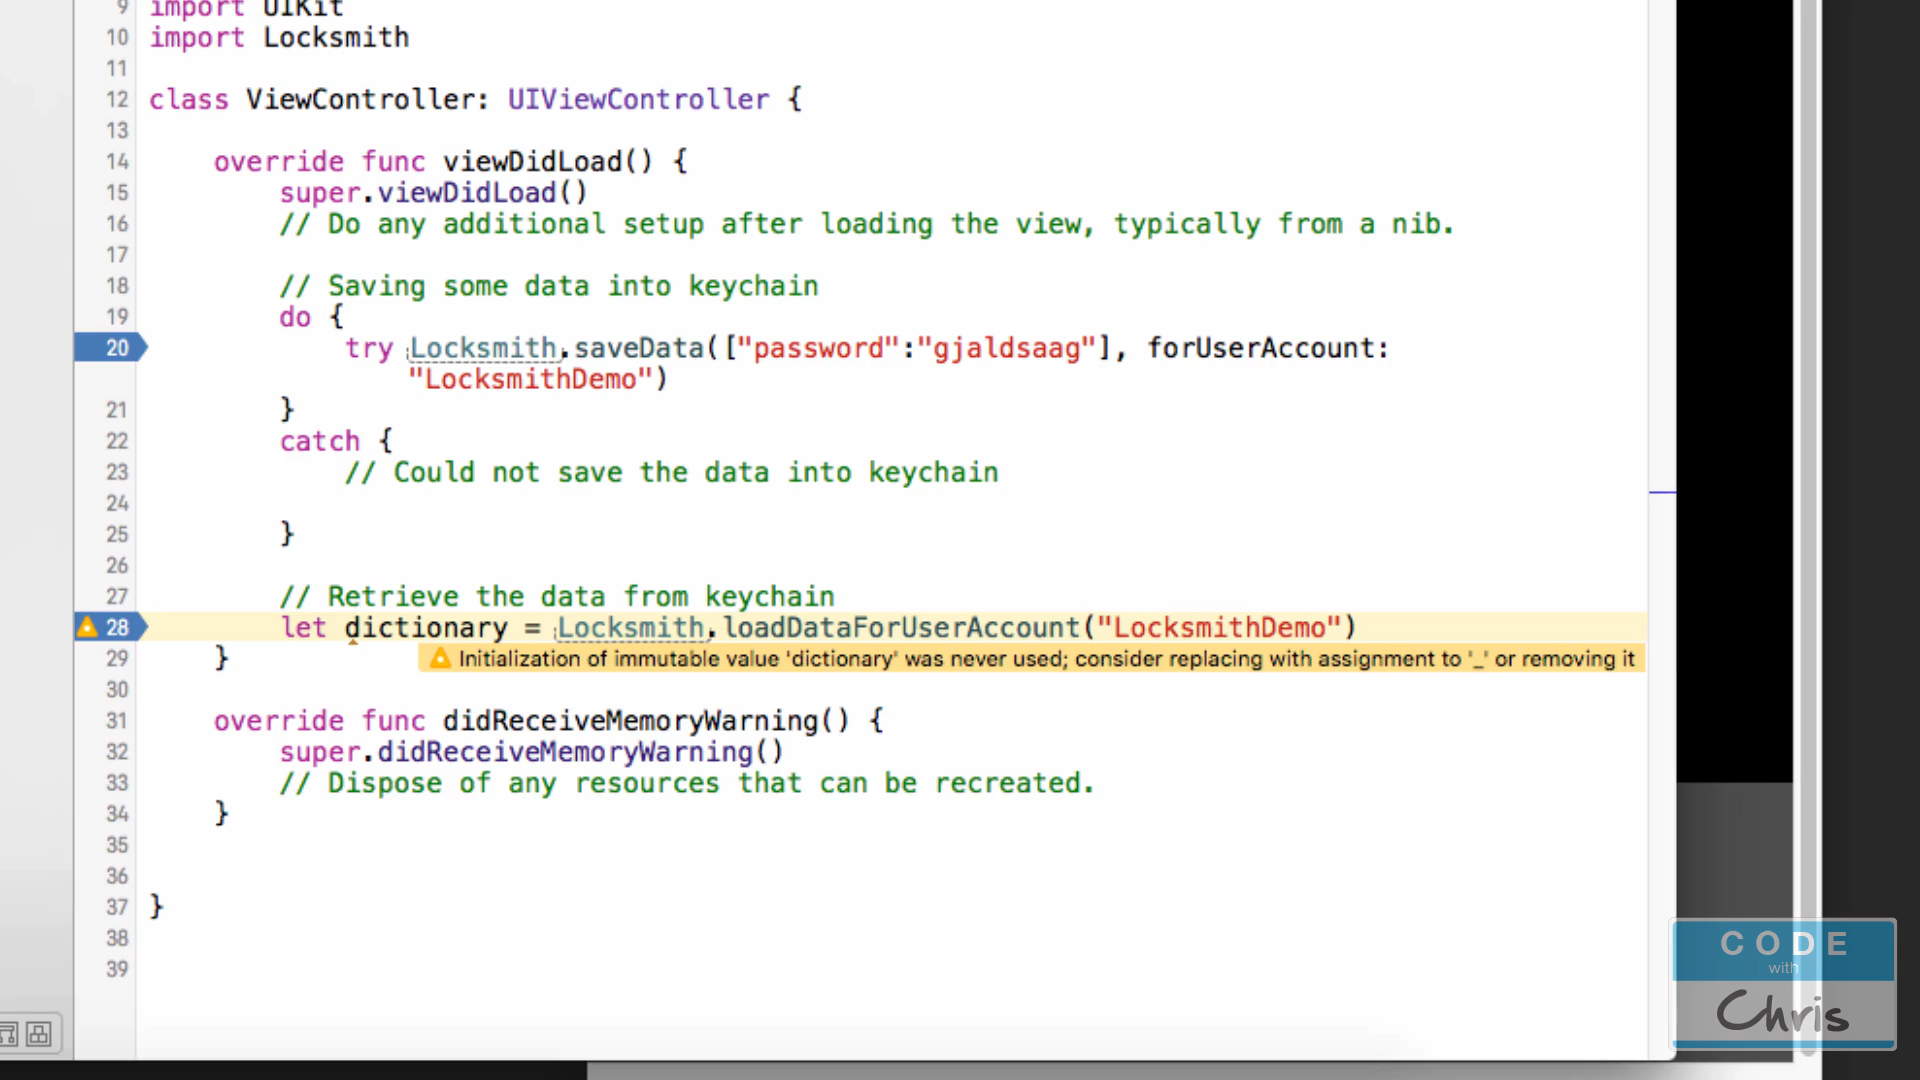 9 import UIKit
10 import Locksmith
11
12 class ViewController: UIViewController {
13
14 override func viewDidLoad() {
15 super.viewDidLoad()
16 // Do any additional setup after loading the view, typically from a nib.
17
18 // Saving some data into keychain
19 do {
20 try Locksmith.saveData(["password":"gjaldsaag"], forUserAccount:
"LocksmithDemo")
21 }
22 catch {
23 // Could not save the data into keychain
24
25 }
26
27 // Retrieve the data from keychain
28 let dictionary = Locksmith.loadDataForUserAccount("LocksmithDemo")
29 } Initialization of immutable value 'dictionary' was never used; consider replacing with assignment to '_' or removing it
30
31 override func didReceiveMemoryWarning() {
32 super.didReceiveMemoryWarning()
33 // Dispose of any resources that can be recreated.
34 }
35
36
37 }
38
39
CODE
with
Chris